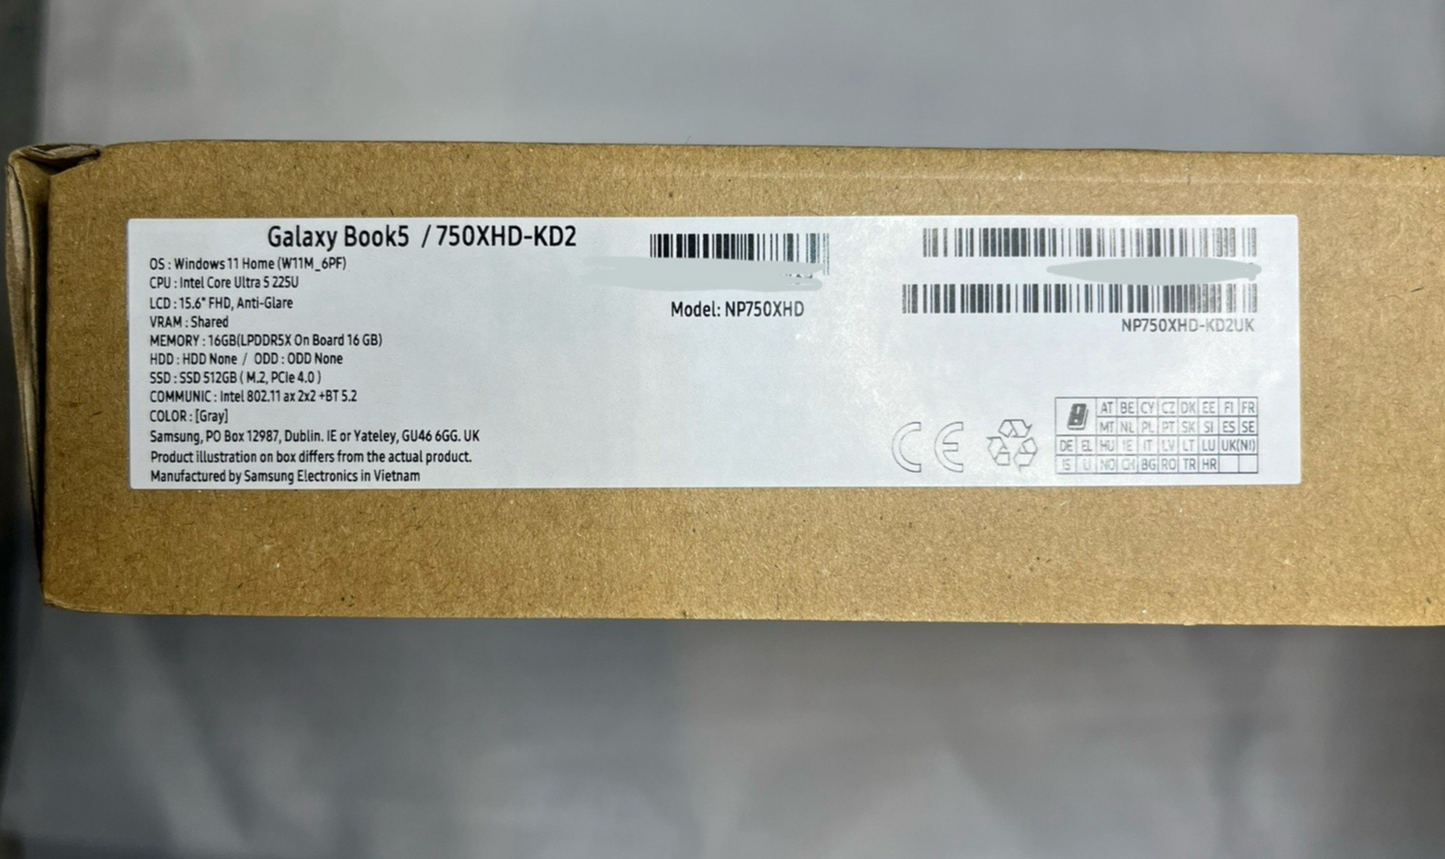 Galaxy Book5 / 750XHD-KD2
OS : Windows 11 Home (W11M_6PF)
CPU : Intel Core Ultra 5 225U
LCD : 15.6" FHD, Anti-Glare
VRAM : Shared
MEMORY : 16GB(LPDDR5X On Board 16 GB)
HDD : HDD None / ODD : ODD None
SSD : SSD 512GB ( M.2, PCIe 4.0 )
COMMUNIC : Intel 802.11 ax 2x2 +BT 5.2
COLOR : [Gray]
Samsung, PO Box 12987, Dublin. IE or Yateley, GU46 6GG. UK
Product illustration on box differs from the actual product.
Manufactured by Samsung Electronics in Vietnam
Model: NP750XHD
NP750XHD-KD2UK
CE
AT BE CY CZ DK EE FI FR
MT NL PL PT SK SI ES SE
DE EL HU IE IT LV LT LU UK(NI)
IS LI NO CH BG RO TR HR